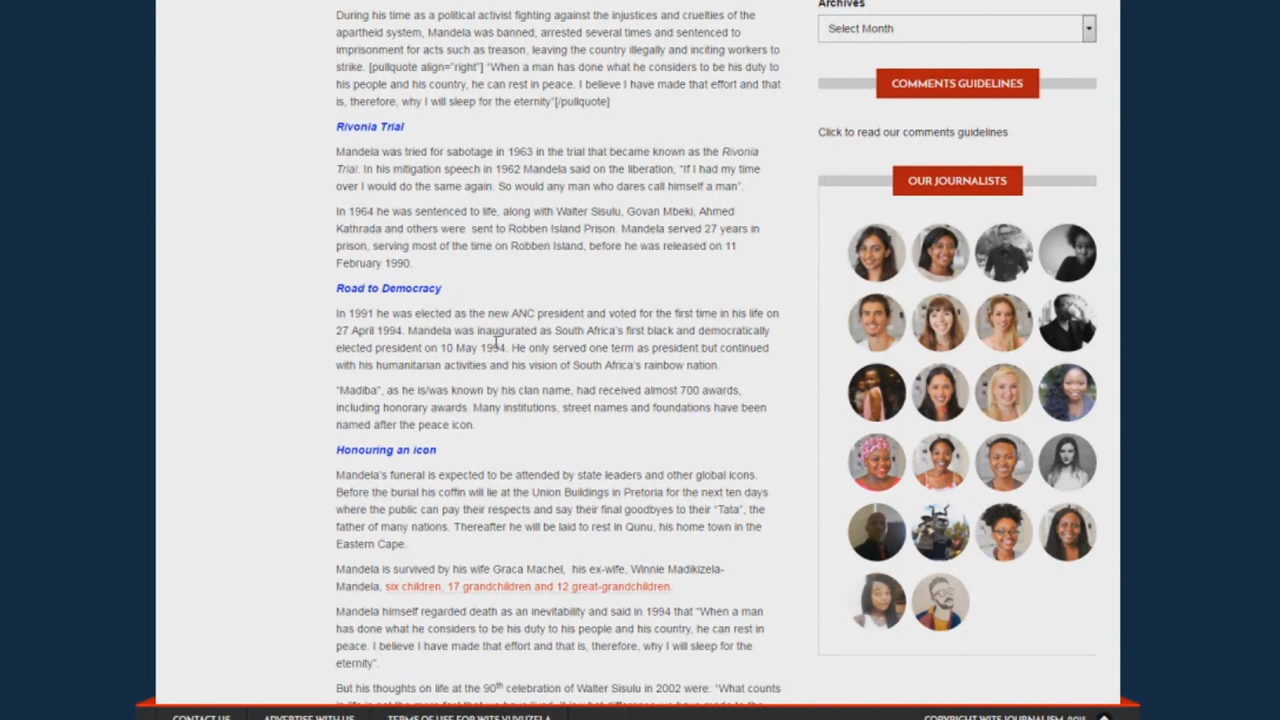 During his time as a political activist fighting against the injustices and cruelties of the
apartheid system, Mandela was banned, arrested several times and sentenced to
imprisonment for acts such as treason, leaving the country illegally and inciting workers to
strike. [pullquote align="right"] "When a man has done what he considers to be his duty to
his people and his country, he can rest in peace. I believe I have made that effort and that
is, therefore, why I will sleep for the eternity"[/pullquote]
Rivonia Trial
Mandela was tried for sabotage in 1963 in the trial that became known as the Rivonia
Trial. In his mitigation speech in 1962 Mandela said on the liberation, "If I had my time
over I would do the same again. So would any man who dares call himself a man".
In 1964 he was sentenced to life, along with Walter Sisulu, Govan Mbeki, Ahmed
Kathrada and others were sent to Robben Island Prison. Mandela served 27 years in
prison, serving most of the time on Robben Island, before he was released on 11
February 1990.
Road to Democracy
In 1991 he was elected as the new ANC president and voted for the first time in his life on
27 April 1994. Mandela was inaugurated as South Africa's first black and democratically
elected president on 10 May 1994. He only served one term as president but continued
with his humanitarian activities and his vision of South Africa's rainbow nation.
"Madiba", as he is/was known by his clan name, had received almost 700 awards,
including honorary awards. Many institutions, street names and foundations have been
named after the peace icon.
Honouring an icon
Mandela's funeral is expected to be attended by state leaders and other global icons.
Before the burial his coffin will lie at the Union Buildings in Pretoria for the next ten days
where the public can pay their respects and say their final goodbyes to their "Tata", the
father of many nations. Thereafter he will be laid to rest in Qunu, his home town in the
Eastern Cape.
Mandela is survived by his wife Graca Machel, his ex-wife, Winnie Madikizela-
Mandela, six children, 17 grandchildren and 12 great-grandchildren.
Mandela himself regarded death as an inevitability and said in 1994 that "When a man
has done what he considers to be his duty to his people and his country, he can rest in
peace. I believe I have made that effort and that is, therefore, why I will sleep for the
eternity".
But his thoughts on life at the 90th celebration of Walter Sisulu in 2002 were: "What counts
in life is not the mere fact that we have lived, it is what difference we have made to the
Archives
Select Month
COMMENTS GUIDELINES
Click to read our comments guidelines
OUR JOURNALISTS
CONTACT US
ADVERTISE WITH US
TERMS OF USE FOR WITS VUVUZELA
COPYRIGHT WITS JOURNALISM, 2015